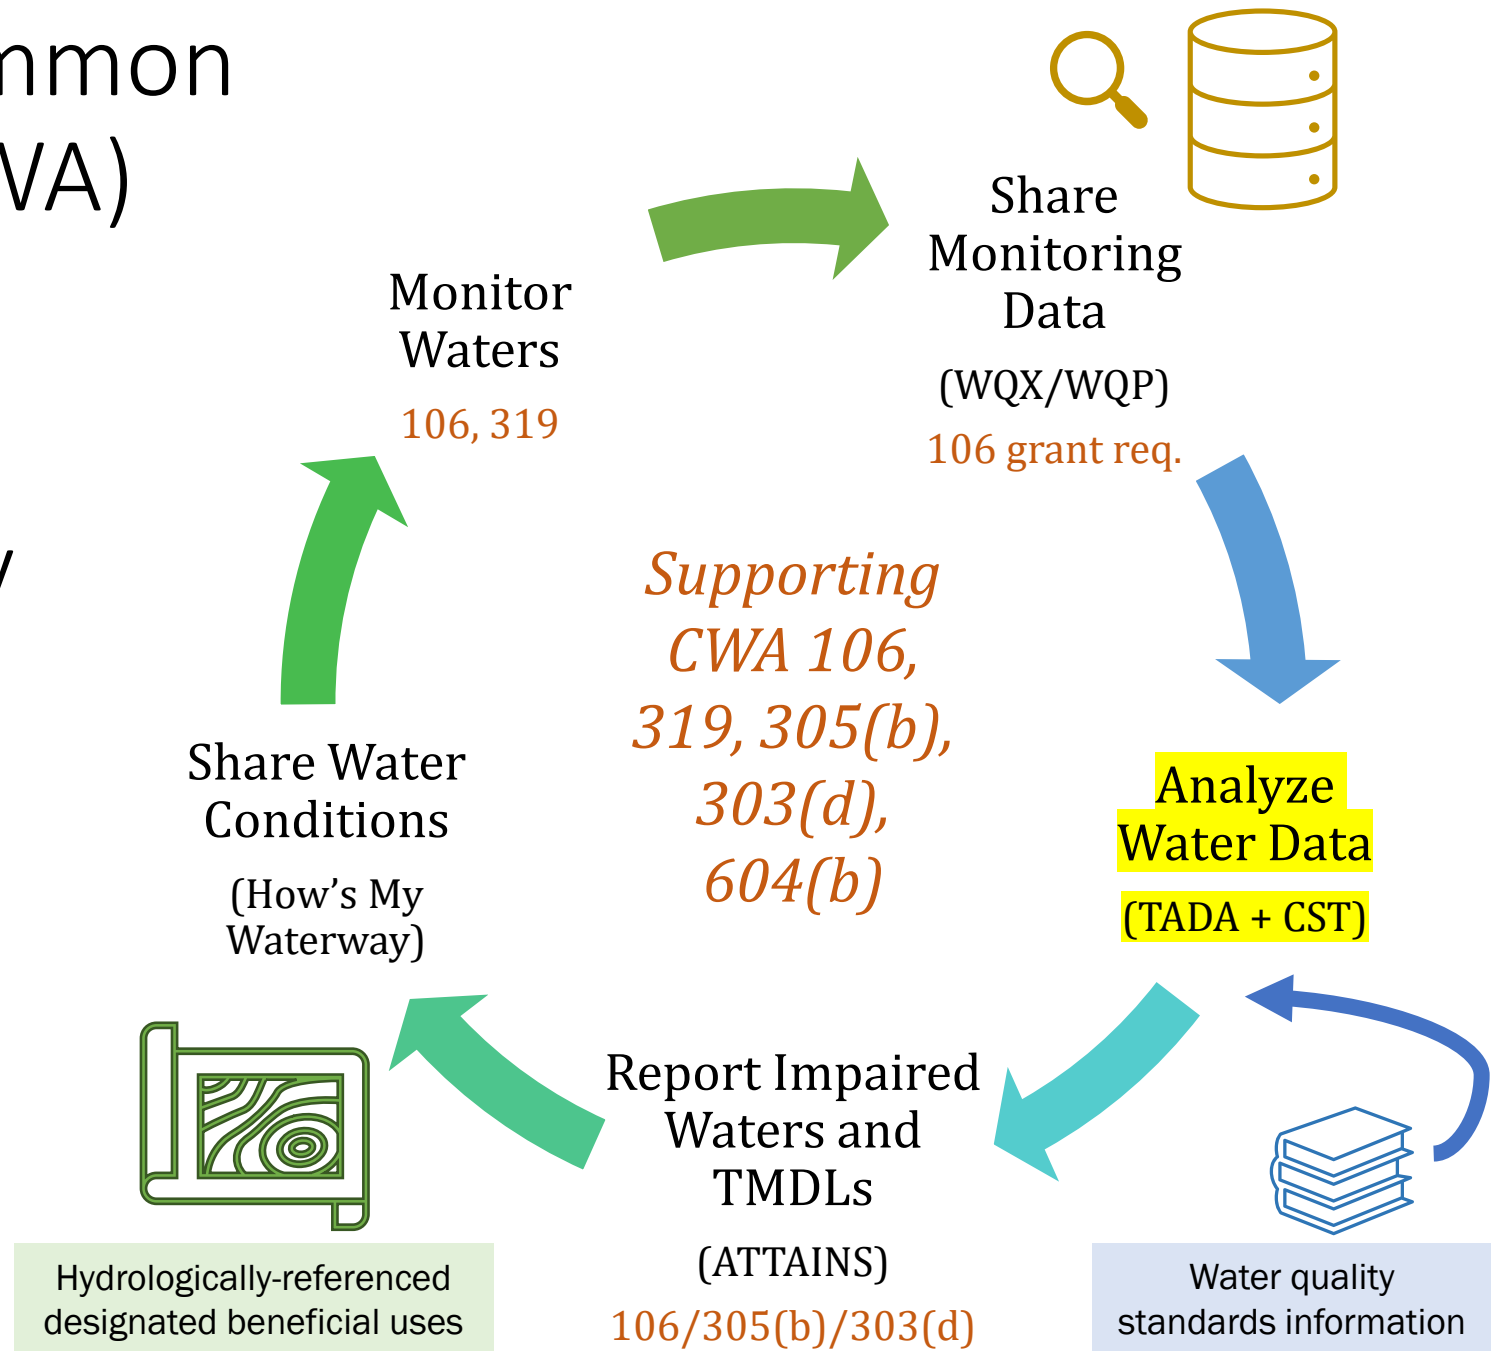 mmon
WA)
y
Share
Monitoring
Data
(WQX/WQP)
106 grant req.
Monitor
Waters
106, 319
Supporting
CWA 106,
319, 305(b),
303(d),
604(b)
Share Water
Conditions
(How's My
Waterway)
Analyze
Water Data
(TADA + CST)
Report Impaired
Waters and
TMDLs
(ATTAINS)
106/305(b)/303(d)
Hydrologically-referenced
designated beneficial uses
Water quality
standards information